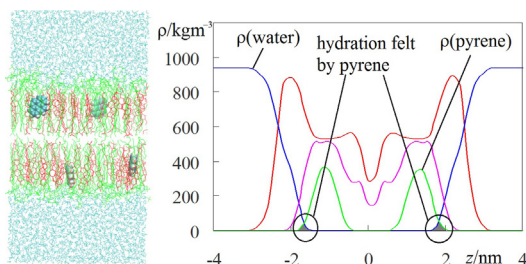 ρ/kgm⁻³
ρ(water)
hydration felt
by pyrene
ρ(pyrene)
1000
800
600
400
200
0
-4
-2
0
2
4
z/nm